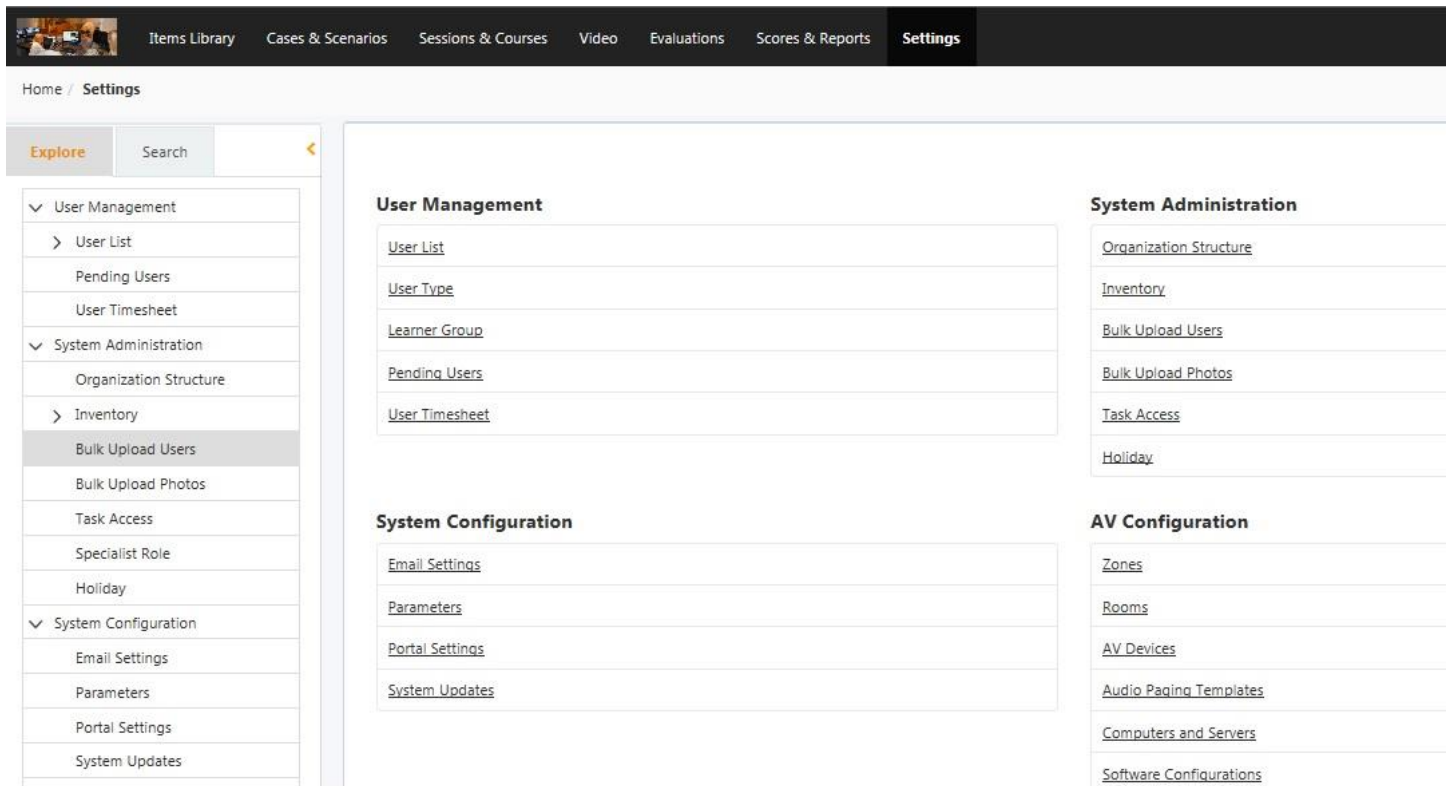 Items Library
Cases & Scenarios
Sessions & Courses
Video
Evaluations
Scores & Reports
Settings
Home / Settings
Explore
Search
User Management
User List
Pending Users
User Timesheet
System Administration
Organization Structure
Inventory
Bulk Upload Users
Bulk Upload Photos
Task Access
Specialist Role
Holiday
System Configuration
Email Settings
Parameters
Portal Settings
System Updates
User Management
User List
User Type
Learner Group
Pending Users
User Timesheet
System Administration
Organization Structure
Inventory
Bulk Upload Users
Bulk Upload Photos
Task Access
Holiday
System Configuration
Email Settings
Parameters
Portal Settings
System Updates
AV Configuration
Zones
Rooms
AV Devices
Audio Paging Templates
Computers and Servers
Software Configurations